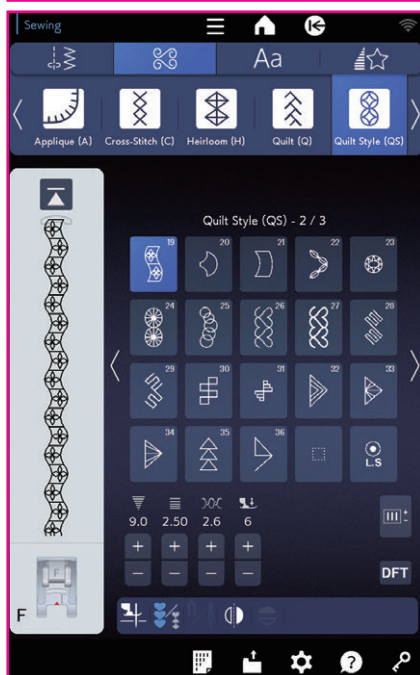 Sewing
Aa
Applique (A) Cross-Stitch (C) Heirloom (H) Quilt (Q) Quilt Style (QS)
Quilt Style (QS) - 2 / 3
19 20 21 22 23
24 25 26 27 28
29 30 31 32 33
34 35 36
L.S
9.0 2.50 2.6 6
+ + + +
− − − −
DFT
F
F
?